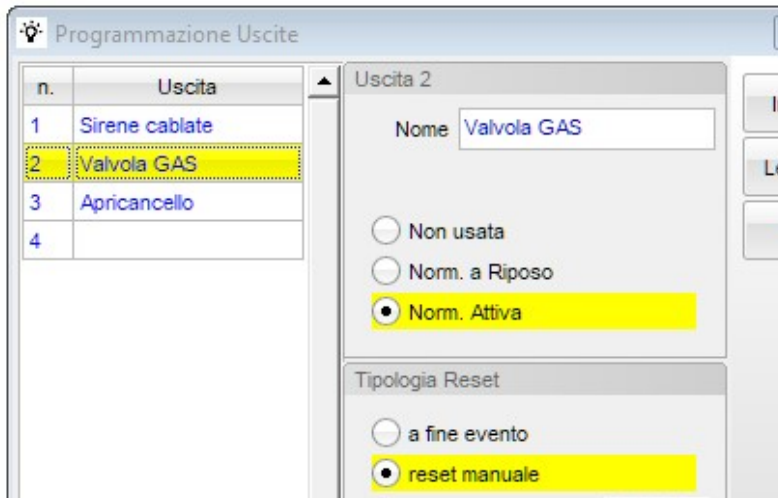 Programmazione Uscite
n. Uscita
1 Sirene cablate
2 Valvola GAS
3 Apricancello
4
Uscita 2
Nome Valvola GAS
Non usata
Norm. a Riposo
Norm. Attiva
Tipologia Reset
a fine evento
reset manuale